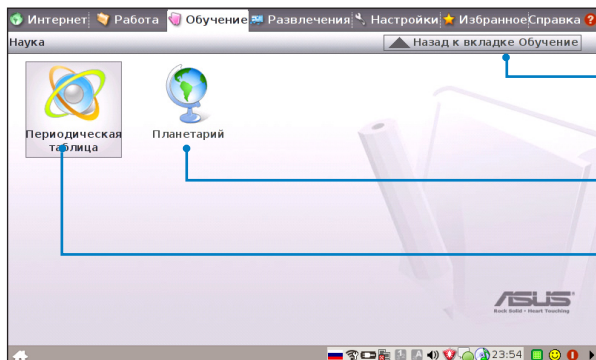 Интернет Работа Обучение Развлечения Настройки Избранное Справка
Наука
Назад к вкладке Обучение
Периодическая
таблица
Планетарий
ASUS
Rock Solid · Heart Touching
23:54